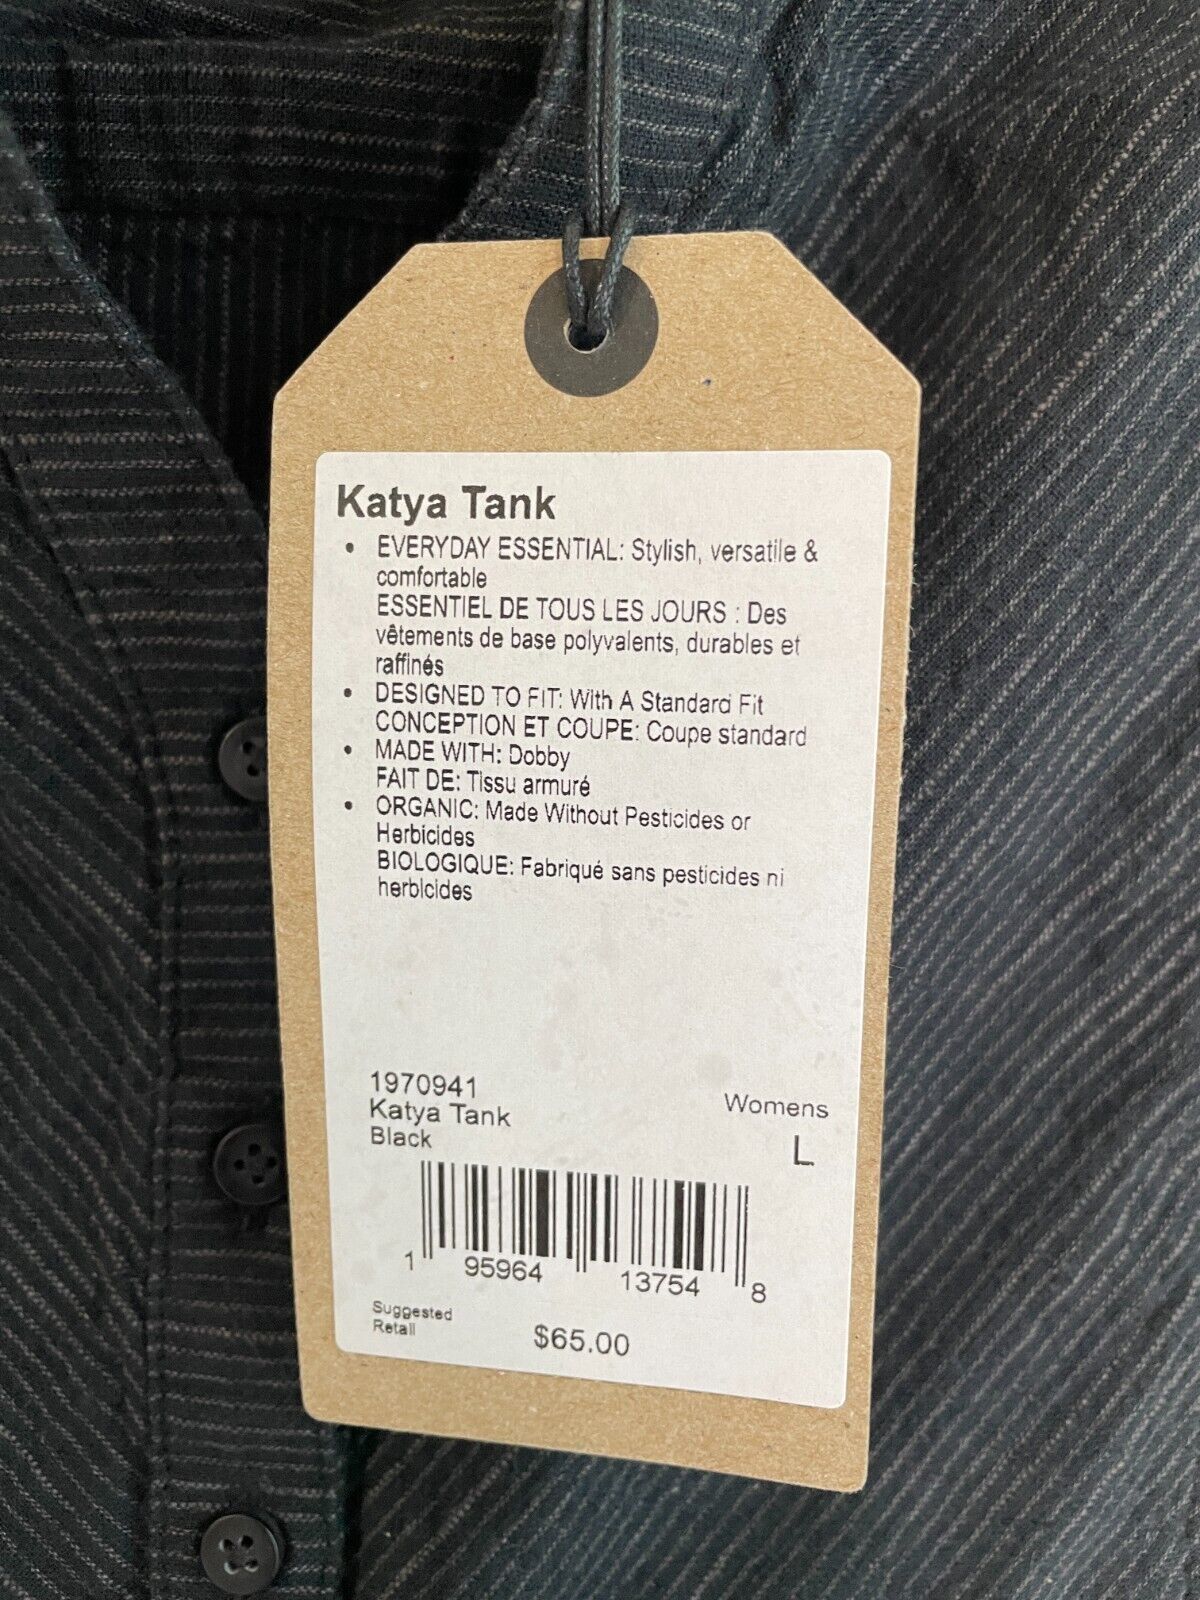 Katya Tank
• EVERYDAY ESSENTIAL: Stylish, versatile &
comfortable
ESSENTIEL DE TOUS LES JOURS : Des
vêtements de base polyvalents, durables et
raffinés
• DESIGNED TO FIT: With A Standard Fit
CONCEPTION ET COUPE: Coupe standard
• MADE WITH: Dobby
FAIT DE: Tissu armuré
• ORGANIC: Made Without Pesticides or
Herbicides
BIOLOGIQUE: Fabriqué sans pesticides ni
herbicides
1970941
Katya Tank
Black
Womens
L
1 95964 13754 8
Suggested
Retail
$65.00